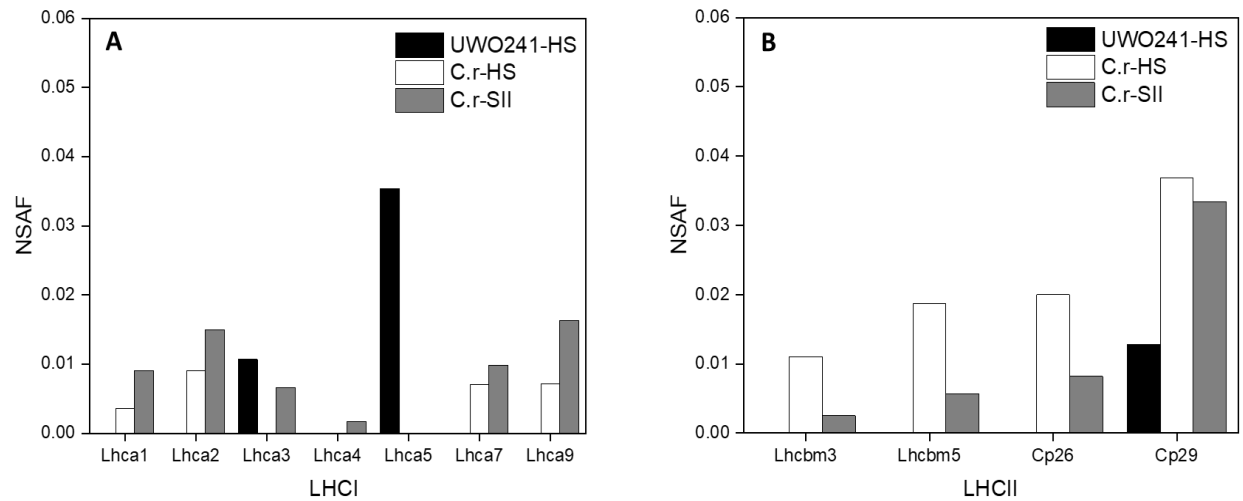 A
UWO241-HS
C.r-HS
C.r-SII
0.06
0.05
0.04
0.03
0.02
0.01
0.00
NSAF
Lhca1 Lhca2 Lhca3 Lhca4 Lhca5 Lhca7 Lhca9
LHCI
B
UWO241-HS
C.r-HS
C.r-SII
0.06
0.05
0.04
0.03
0.02
0.01
0.00
NSAF
Lhcbm3 Lhcbm5 Cp26 Cp29
LHCII